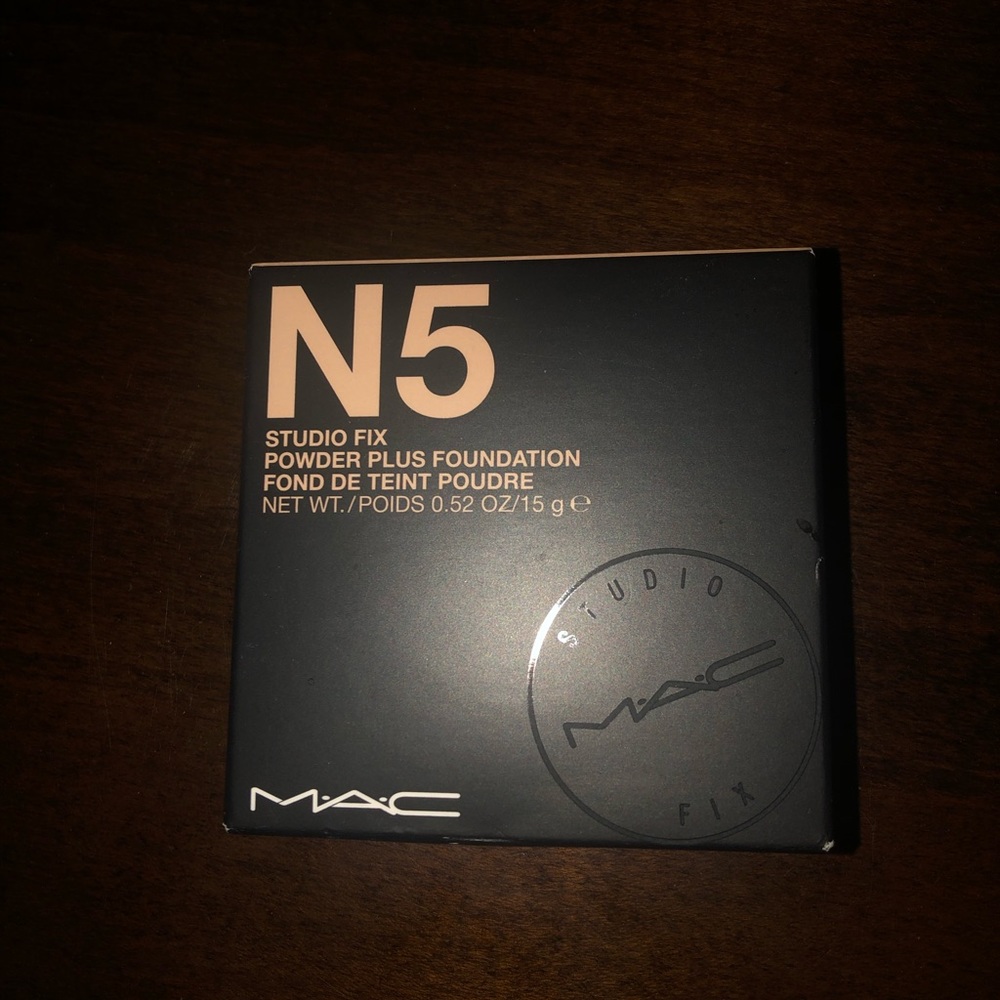 N5
STUDIO FIX
POWDER PLUS FOUNDATION
FOND DE TEINT POUDRE
NET WT./POIDS 0.52 OZ/15 g ℮
STUDIO
M·A·C
FIX
M·A·C